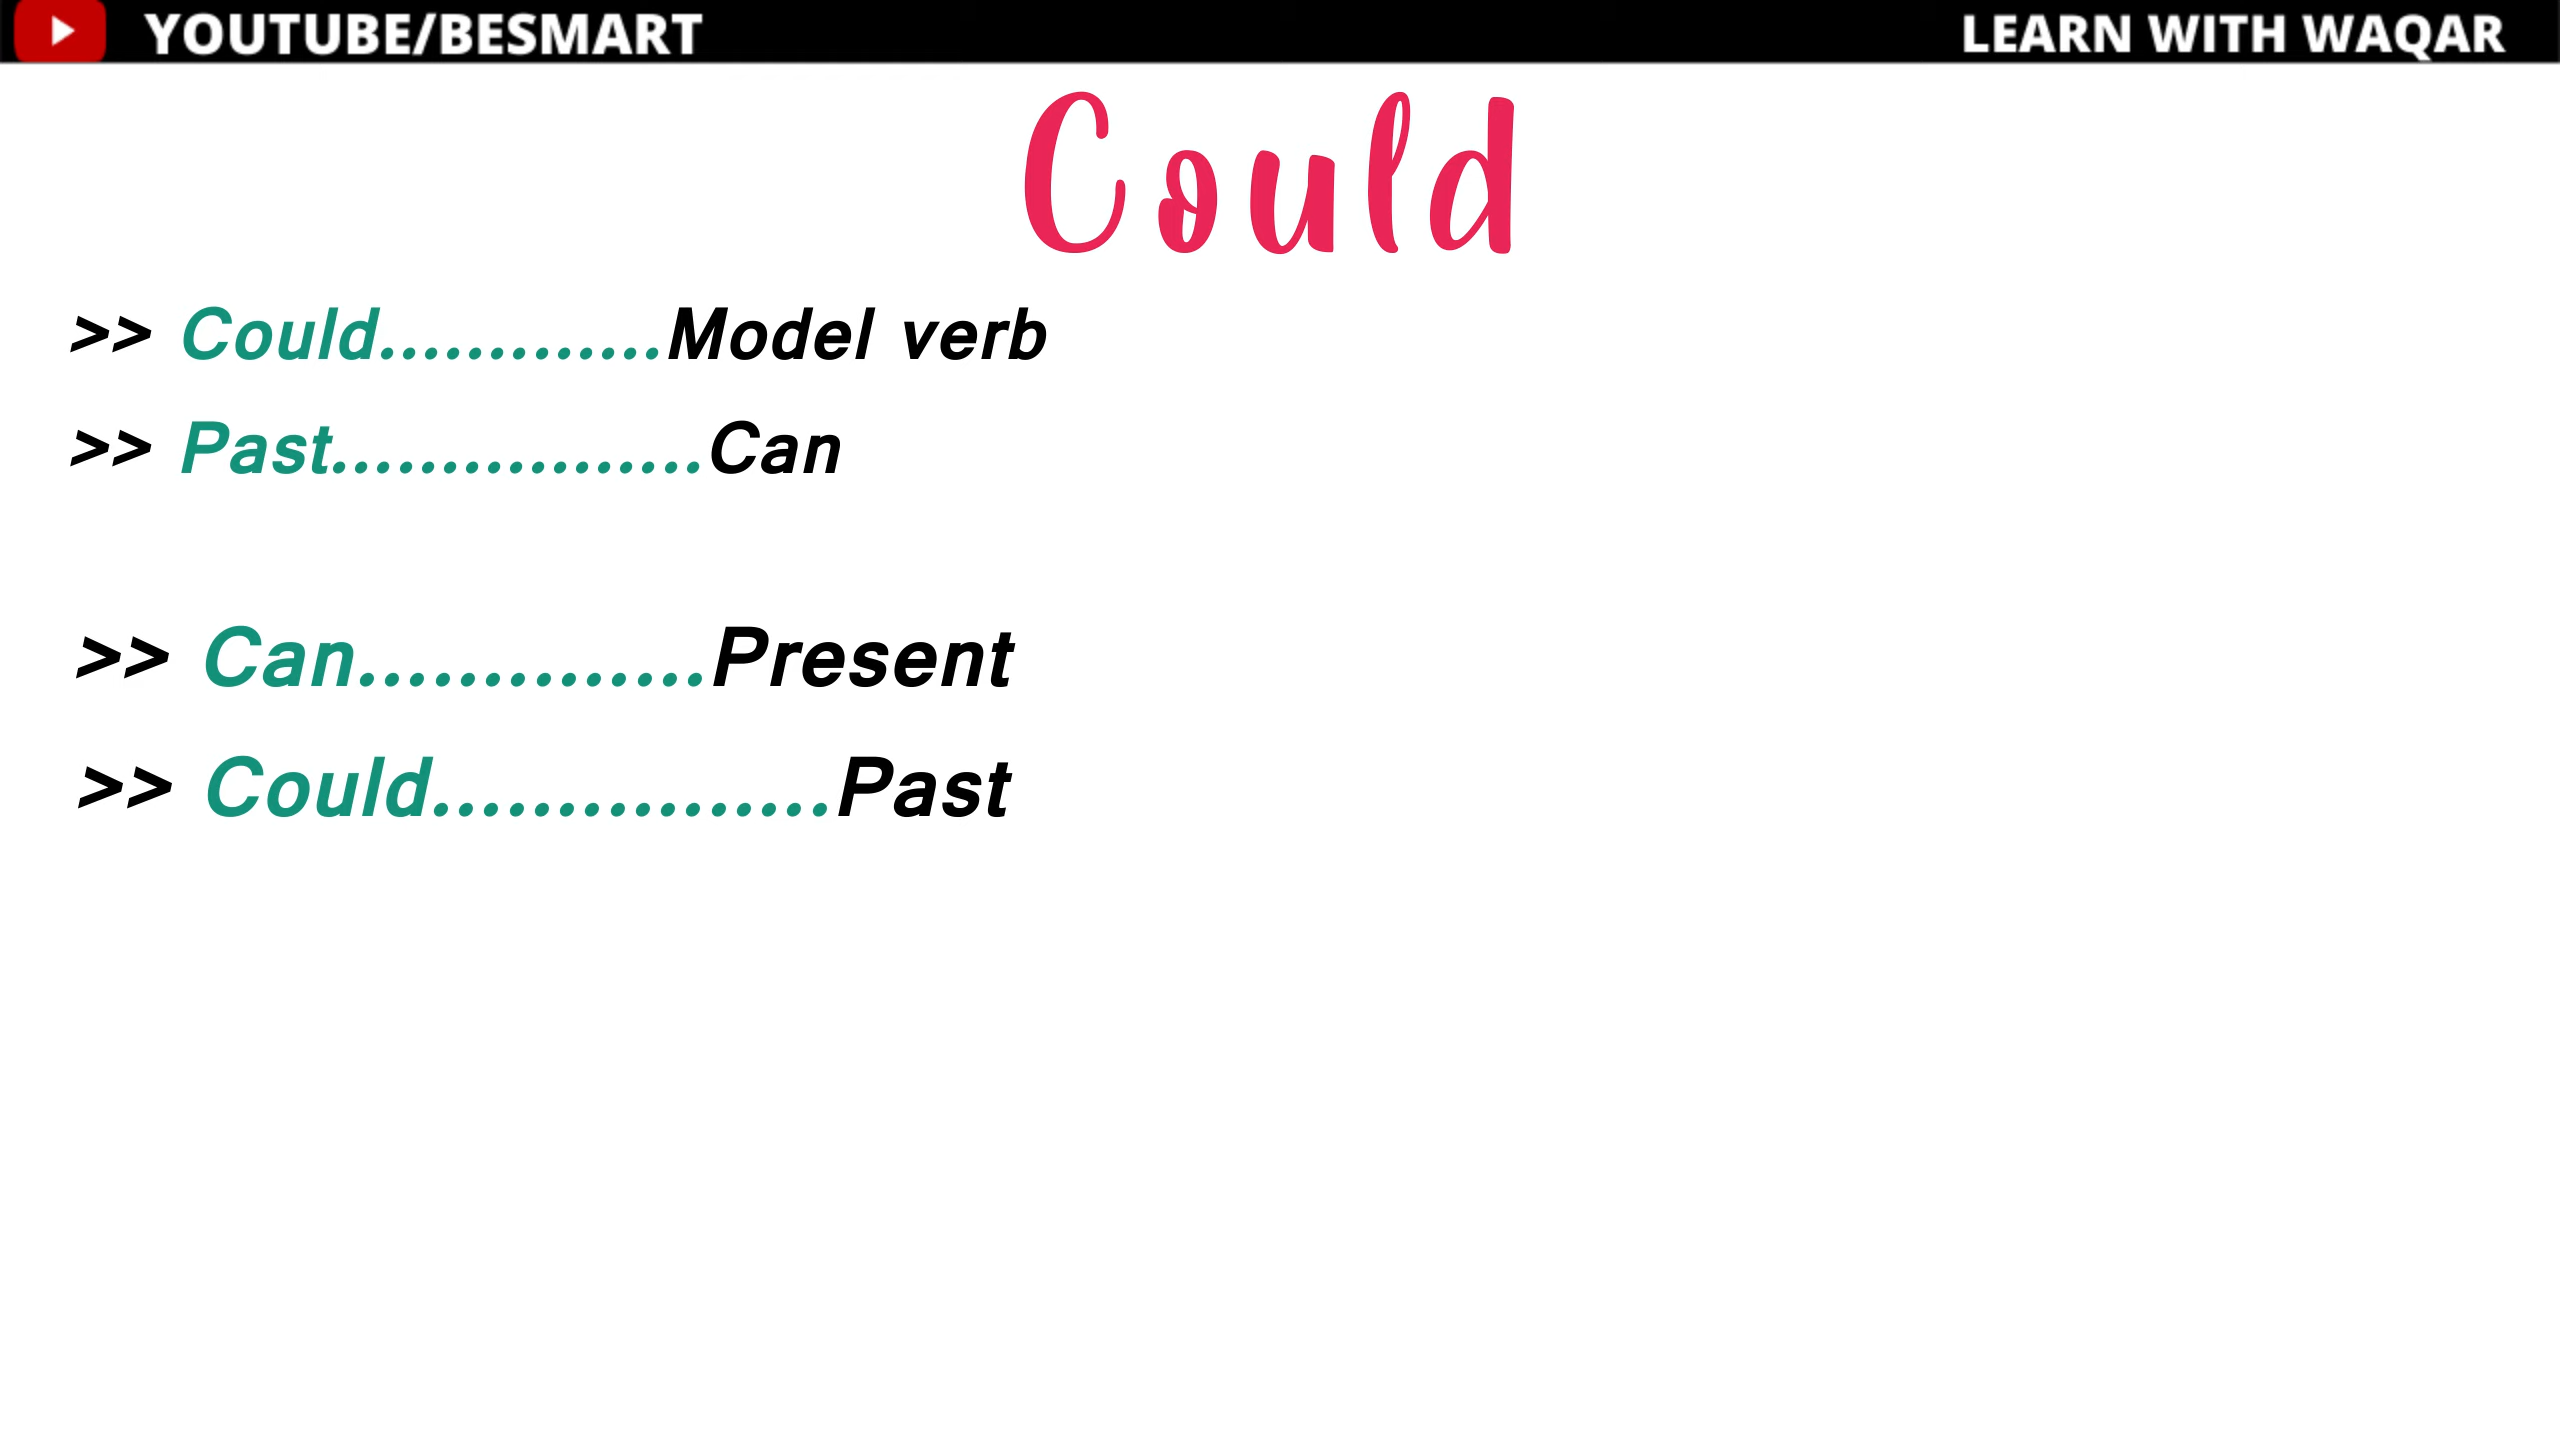 YOUTUBE/BESMART
LEARN WITH WAQAR
Could
>> Could.............Model verb
>> Past.................Can
>> Can..............Present
>> Could................Past